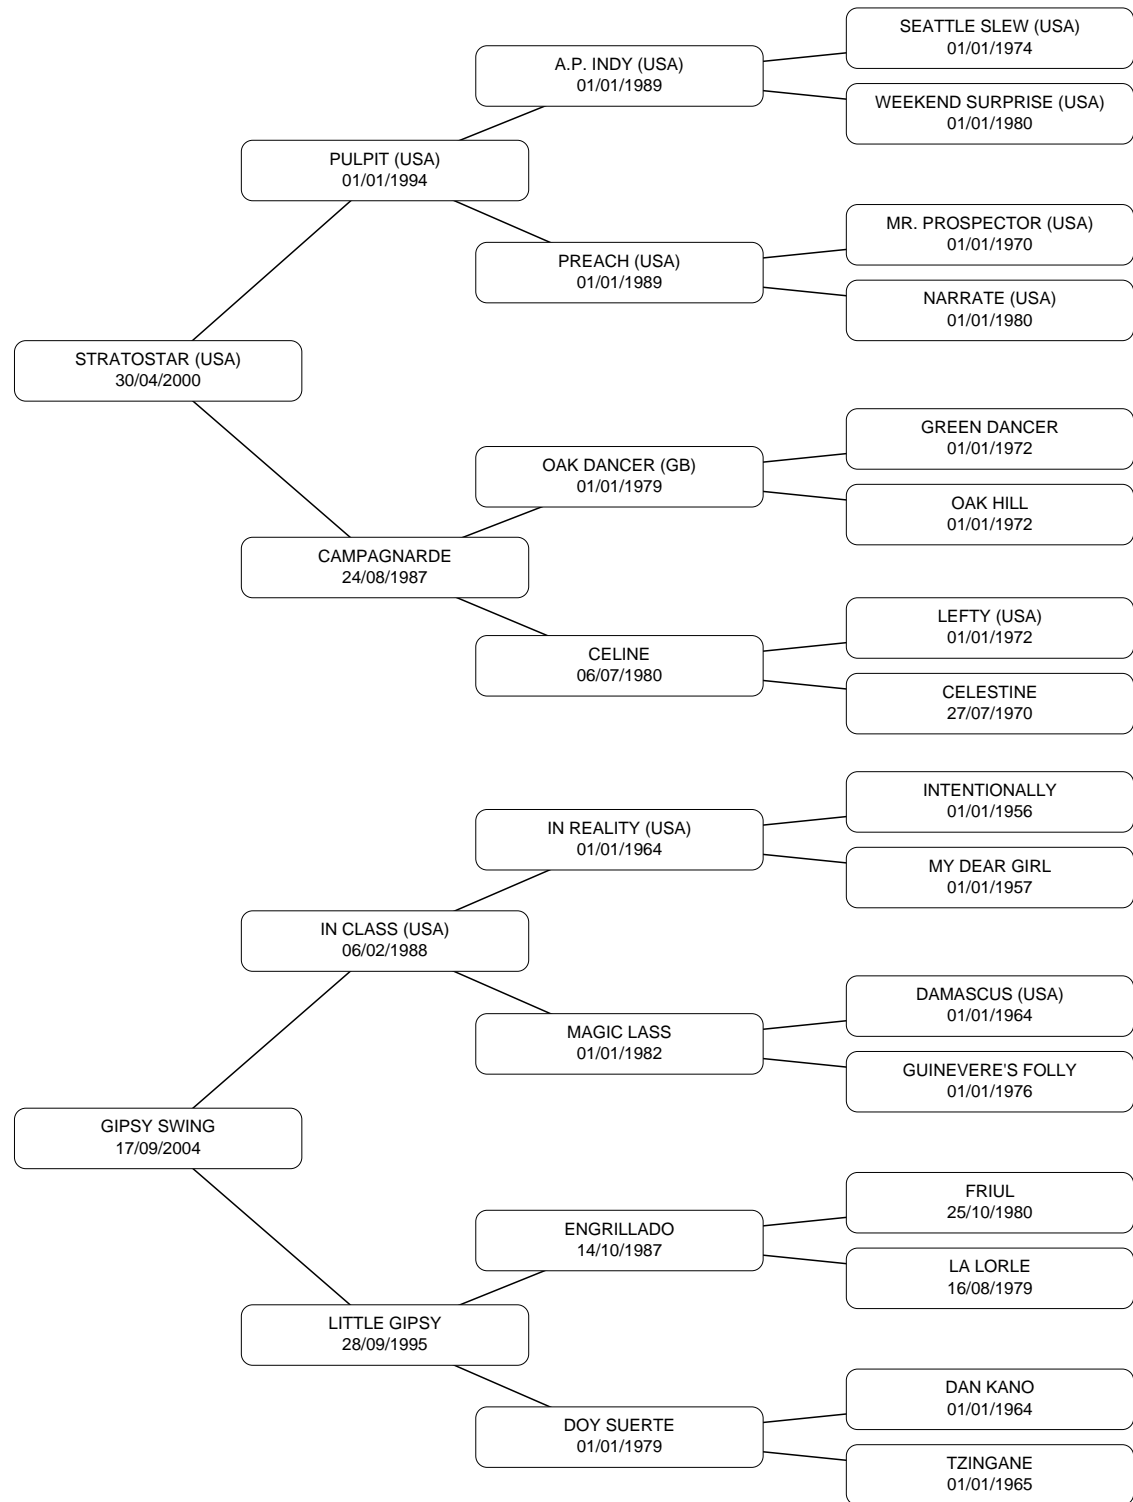 SEATTLE SLEW (USA)
01/01/1974
A.P. INDY (USA)
01/01/1989
WEEKEND SURPRISE (USA)
01/01/1980
PULPIT (USA)
01/01/1994
MR. PROSPECTOR (USA)
01/01/1970
PREACH (USA)
01/01/1989
NARRATE (USA)
01/01/1980
STRATOSTAR (USA)
30/04/2000
GREEN DANCER
01/01/1972
OAK DANCER (GB)
01/01/1979
OAK HILL
01/01/1972
CAMPAGNARDE
24/08/1987
LEFTY (USA)
01/01/1972
CELINE
06/07/1980
CELESTINE
27/07/1970
INTENTIONALLY
01/01/1956
IN REALITY (USA)
01/01/1964
MY DEAR GIRL
01/01/1957
IN CLASS (USA)
06/02/1988
DAMASCUS (USA)
01/01/1964
MAGIC LASS
01/01/1982
GUINEVERE'S FOLLY
01/01/1976
GIPSY SWING
17/09/2004
FRIUL
25/10/1980
ENGRILLADO
14/10/1987
LA LORLE
16/08/1979
LITTLE GIPSY
28/09/1995
DAN KANO
01/01/1964
DOY SUERTE
01/01/1979
TZINGANE
01/01/1965